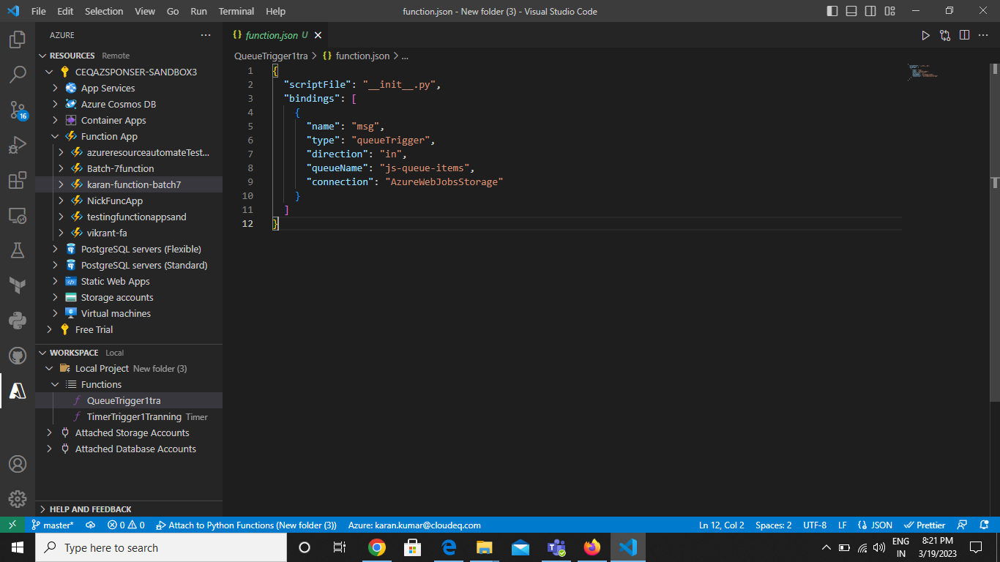 File Edit Selection View Go Run Terminal Help
function.json - New folder (3) - Visual Studio Code
AZURE
RESOURCES Remote
CEQAZSPONSER-SANDBOX3
App Services
Azure Cosmos DB
Container Apps
Function App
azureresourceautomateTest...
Batch-7function
karan-function-batch7
NickFuncApp
testingfunctionappsand
vikrant-fa
PostgreSQL servers (Flexible)
PostgreSQL servers (Standard)
Static Web Apps
Storage accounts
Virtual machines
Free Trial
WORKSPACE Local
Local Project New folder (3)
Functions
QueueTrigger1tra
TimerTrigger1Tranning Timer
Attached Storage Accounts
Attached Database Accounts
HELP AND FEEDBACK
16
{} function.json U
QueueTrigger1tra > {} function.json > ...
1 {
2 "scriptFile": "__init__.py",
3 "bindings": [
4 {
5 "name": "msg",
6 "type": "queueTrigger",
7 "direction": "in",
8 "queueName": "js-queue-items",
9 "connection": "AzureWebJobsStorage"
10 }
11 ]
12 }
master* 0 0 Attach to Python Functions (New folder (3)) Azure: karan.kumar@cloudeq.com Ln 12, Col 2 Spaces: 2 UTF-8 LF {} JSON Prettier
Type here to search
ENG
IN
8:21 PM
3/19/2023